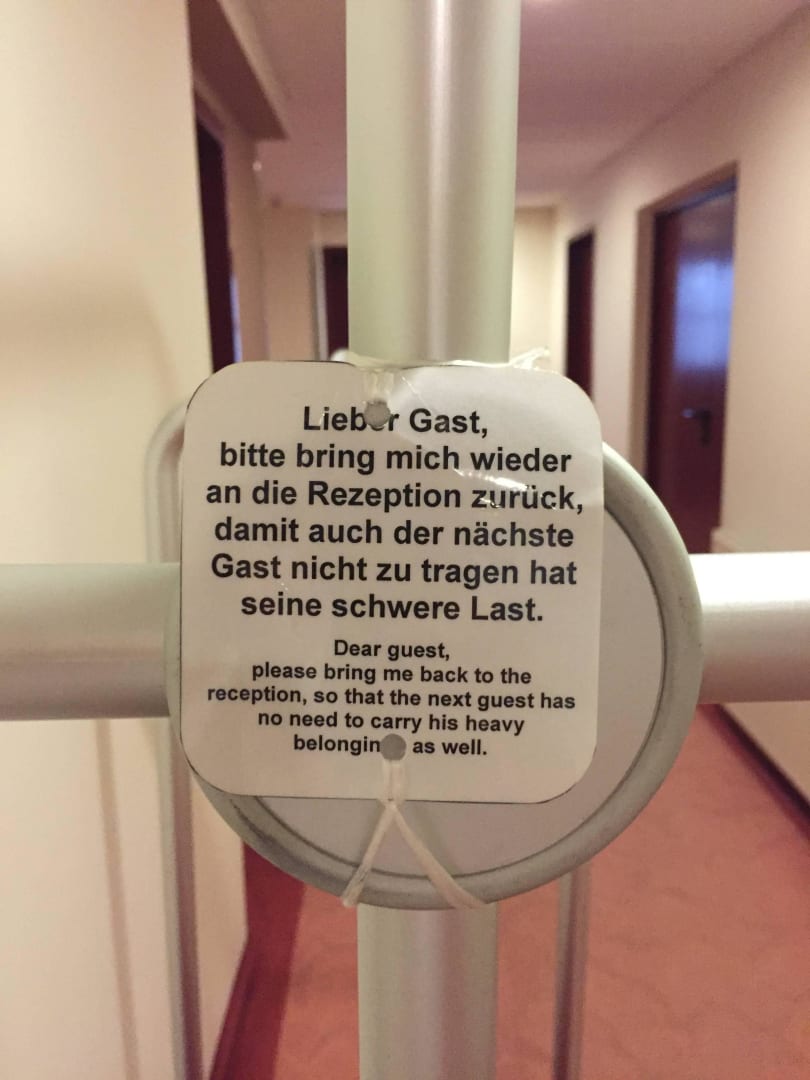 Lieber Gast,
bitte bring mich wieder
an die Rezeption zurück,
damit auch der nächste
Gast nicht zu tragen hat
seine schwere Last.
Dear guest,
please bring me back to the
reception, so that the next guest has
no need to carry his heavy
belongings as well.